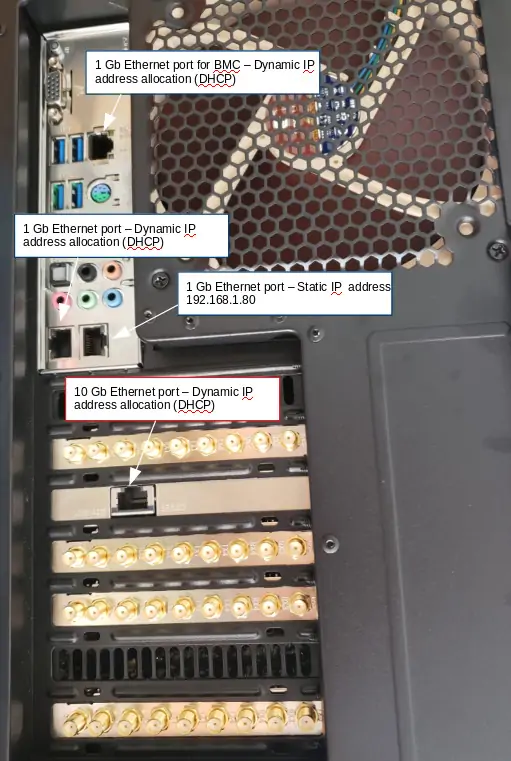 1 Gb Ethernet port for BMC – Dynamic IP
address allocation (DHCP)
1 Gb Ethernet port – Dynamic IP
address allocation (DHCP)
1 Gb Ethernet port – Static IP  address
192.168.1.80
10 Gb Ethernet port – Dynamic IP
address allocation (DHCP)